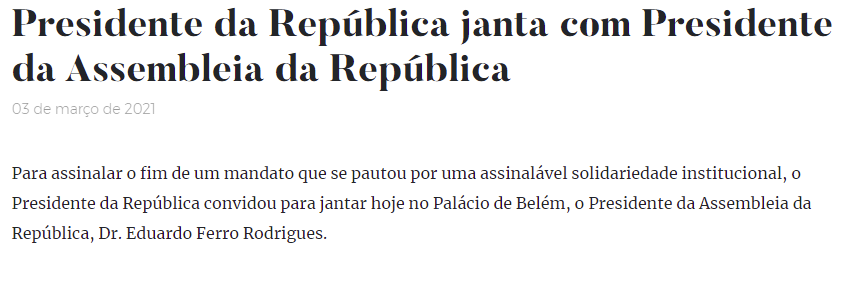 Presidente da República janta com Presidente
da Assembleia da República
03 de março de 2021
Para assinalar o fim de um mandato que se pautou por uma assinalável solidariedade institucional, o
Presidente da República convidou para jantar hoje no Palácio de Belém, o Presidente da Assembleia da
República, Dr. Eduardo Ferro Rodrigues.